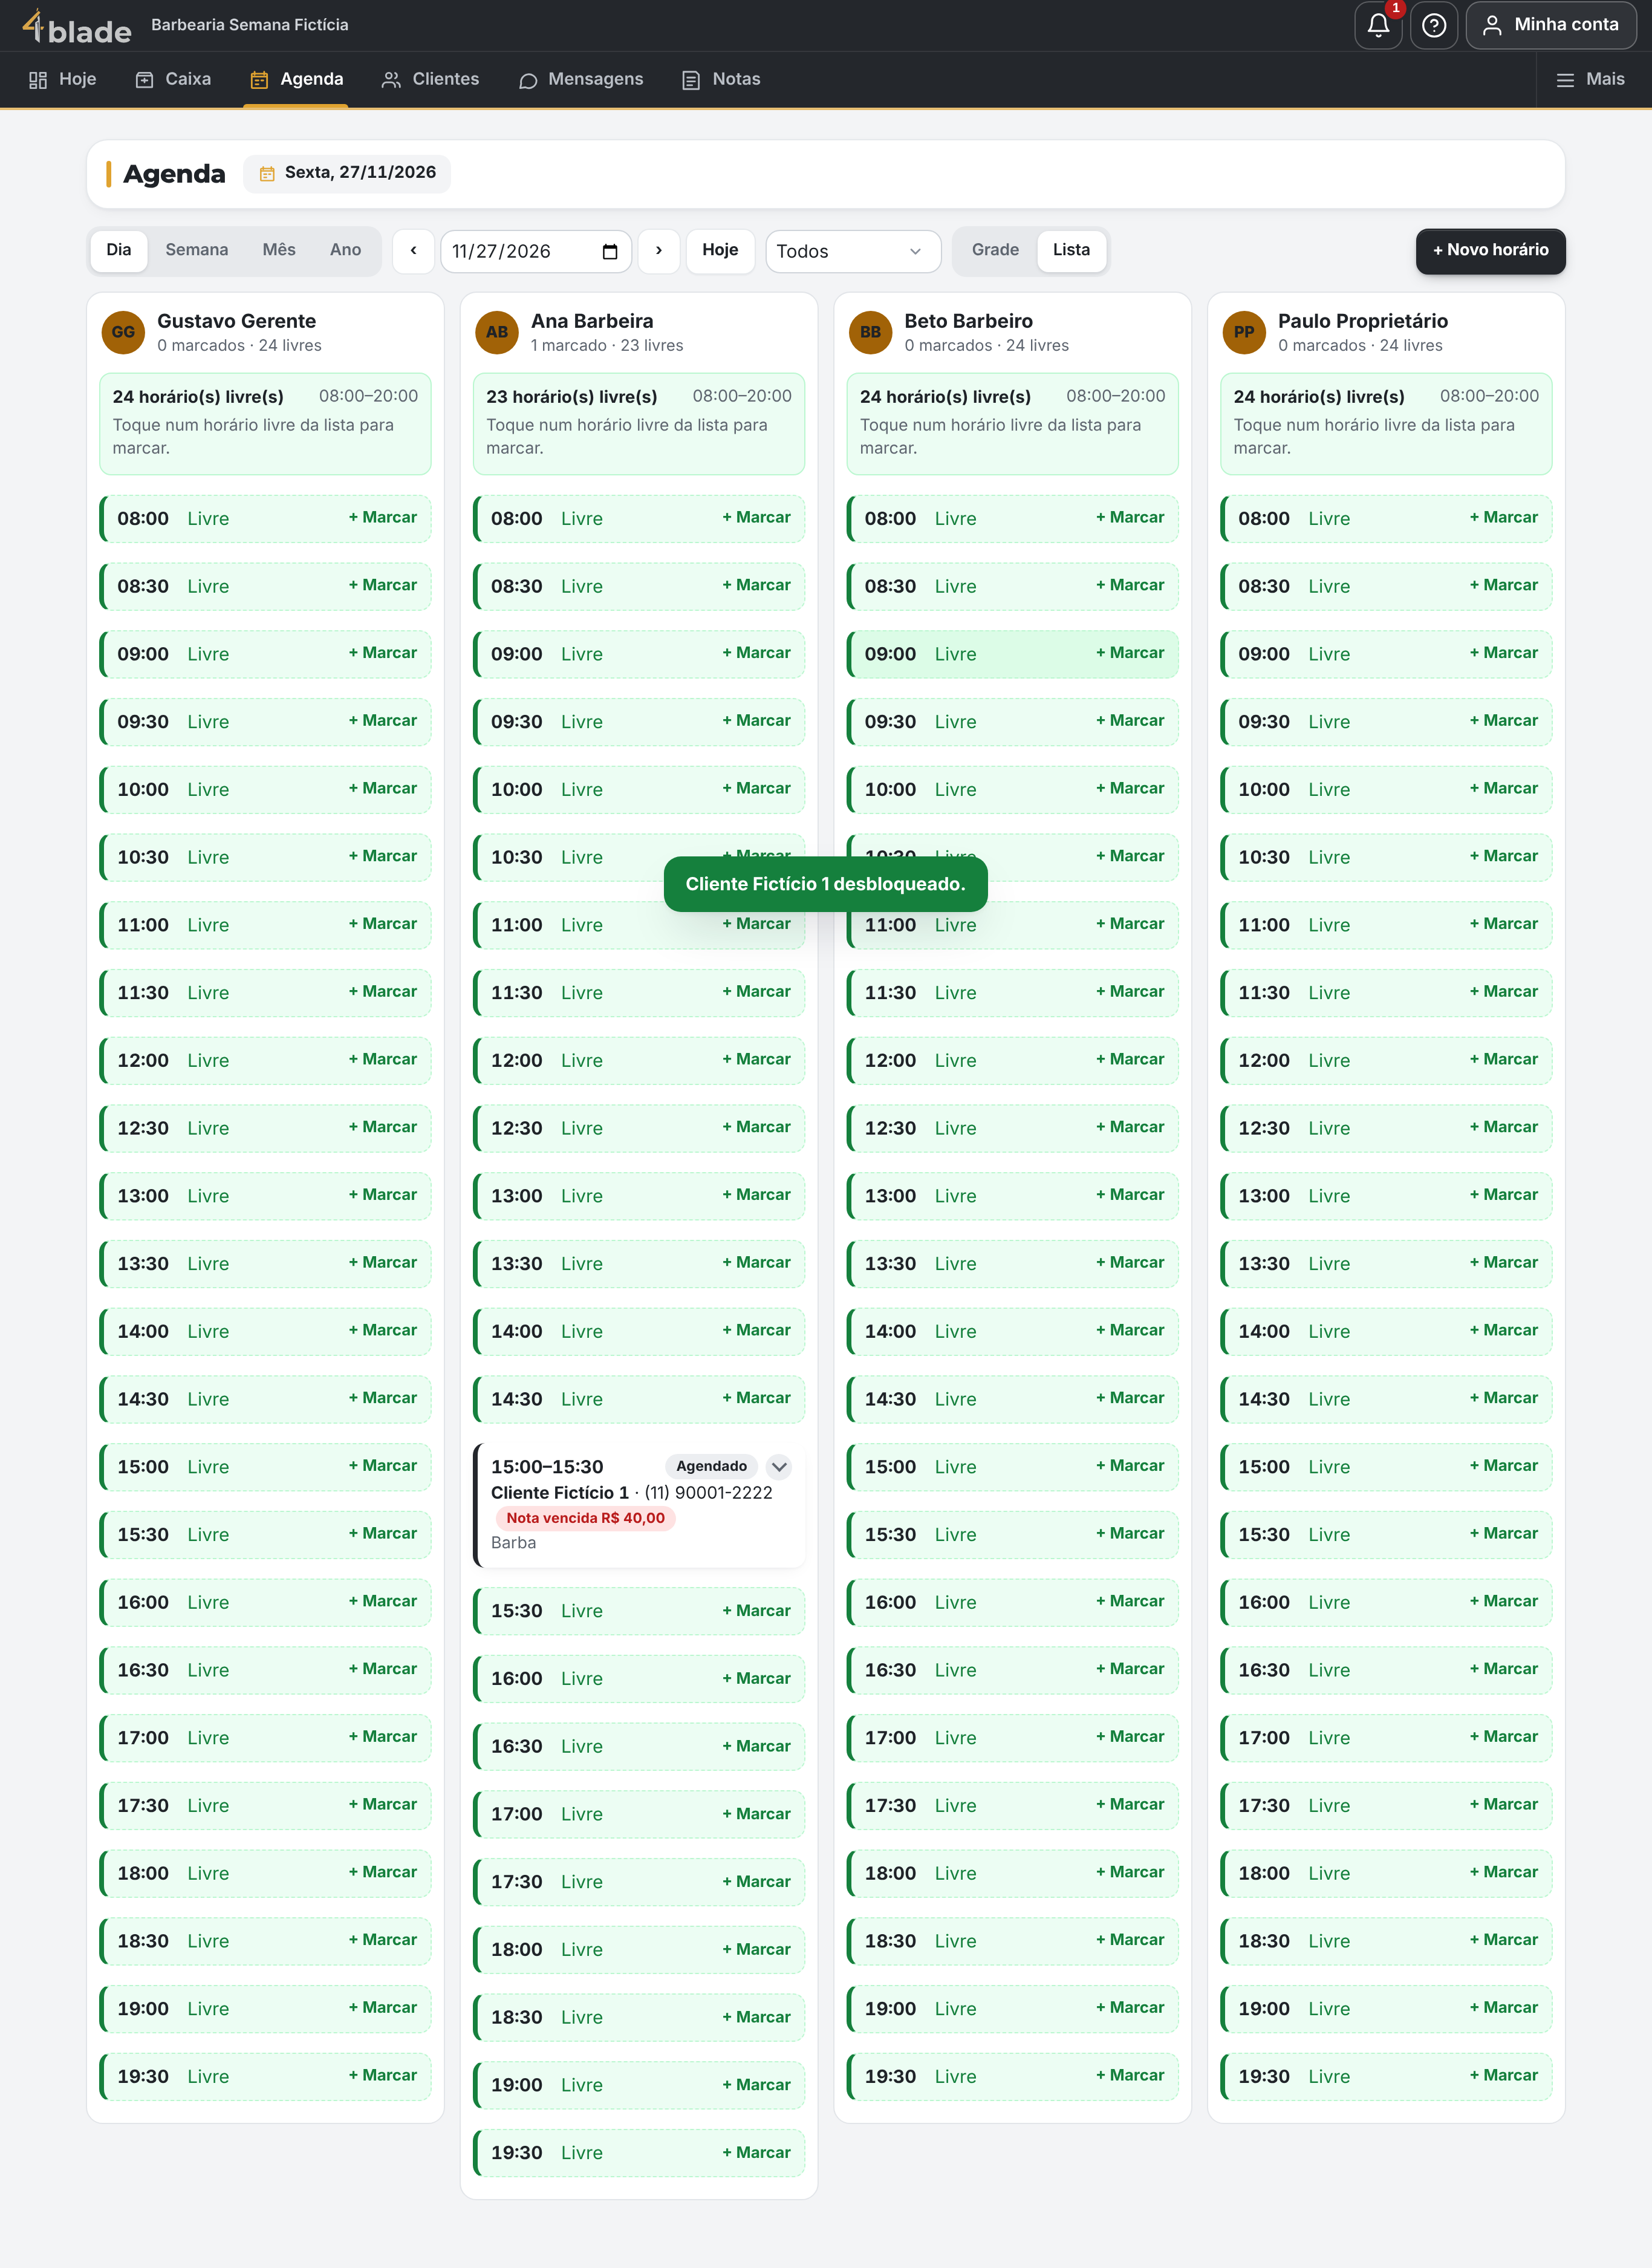 4blade
Barbearia Semana Fictícia
1
Minha conta
Hoje
Caixa
Agenda
Clientes
Mensagens
Notas
Mais
Agenda
Sexta, 27/11/2026
Dia
Semana
Mês
Ano
‹
11/27/2026
›
Hoje
Todos
Grade
Lista
+ Novo horário
GG
Gustavo Gerente
0 marcados · 24 livres
24 horário(s) livre(s) 08:00–20:00
Toque num horário livre da lista para
marcar.
08:00 Livre + Marcar
08:30 Livre + Marcar
09:00 Livre + Marcar
09:30 Livre + Marcar
10:00 Livre + Marcar
10:30 Livre + Marcar
11:00 Livre + Marcar
11:30 Livre + Marcar
12:00 Livre + Marcar
12:30 Livre + Marcar
13:00 Livre + Marcar
13:30 Livre + Marcar
14:00 Livre + Marcar
14:30 Livre + Marcar
15:00 Livre + Marcar
15:30 Livre + Marcar
16:00 Livre + Marcar
16:30 Livre + Marcar
17:00 Livre + Marcar
17:30 Livre + Marcar
18:00 Livre + Marcar
18:30 Livre + Marcar
19:00 Livre + Marcar
19:30 Livre + Marcar
AB
Ana Barbeira
1 marcado · 23 livres
23 horário(s) livre(s) 08:00–20:00
Toque num horário livre da lista para
marcar.
08:00 Livre + Marcar
08:30 Livre + Marcar
09:00 Livre + Marcar
09:30 Livre + Marcar
10:00 Livre + Marcar
10:30 Livre + Marcar
11:00 Livre + Marcar
11:30 Livre + Marcar
12:00 Livre + Marcar
12:30 Livre + Marcar
13:00 Livre + Marcar
13:30 Livre + Marcar
14:00 Livre + Marcar
14:30 Livre + Marcar
15:00–15:30 Agendado
Cliente Fictício 1 · (11) 90001-2222
Nota vencida R$ 40,00
Barba
15:30 Livre + Marcar
16:00 Livre + Marcar
16:30 Livre + Marcar
17:00 Livre + Marcar
17:30 Livre + Marcar
18:00 Livre + Marcar
18:30 Livre + Marcar
19:00 Livre + Marcar
19:30 Livre + Marcar
Cliente Fictício 1 desbloqueado.
BB
Beto Barbeiro
0 marcados · 24 livres
24 horário(s) livre(s) 08:00–20:00
Toque num horário livre da lista para
marcar.
08:00 Livre + Marcar
08:30 Livre + Marcar
09:00 Livre + Marcar
09:30 Livre + Marcar
10:00 Livre + Marcar
10:30 Livre + Marcar
11:00 Livre + Marcar
11:30 Livre + Marcar
12:00 Livre + Marcar
12:30 Livre + Marcar
13:00 Livre + Marcar
13:30 Livre + Marcar
14:00 Livre + Marcar
14:30 Livre + Marcar
15:00 Livre + Marcar
15:30 Livre + Marcar
16:00 Livre + Marcar
16:30 Livre + Marcar
17:00 Livre + Marcar
17:30 Livre + Marcar
18:00 Livre + Marcar
18:30 Livre + Marcar
19:00 Livre + Marcar
19:30 Livre + Marcar
PP
Paulo Proprietário
0 marcados · 24 livres
24 horário(s) livre(s) 08:00–20:00
Toque num horário livre da lista para
marcar.
08:00 Livre + Marcar
08:30 Livre + Marcar
09:00 Livre + Marcar
09:30 Livre + Marcar
10:00 Livre + Marcar
10:30 Livre + Marcar
11:00 Livre + Marcar
11:30 Livre + Marcar
12:00 Livre + Marcar
12:30 Livre + Marcar
13:00 Livre + Marcar
13:30 Livre + Marcar
14:00 Livre + Marcar
14:30 Livre + Marcar
15:00 Livre + Marcar
15:30 Livre + Marcar
16:00 Livre + Marcar
16:30 Livre + Marcar
17:00 Livre + Marcar
17:30 Livre + Marcar
18:00 Livre + Marcar
18:30 Livre + Marcar
19:00 Livre + Marcar
19:30 Livre + Marcar